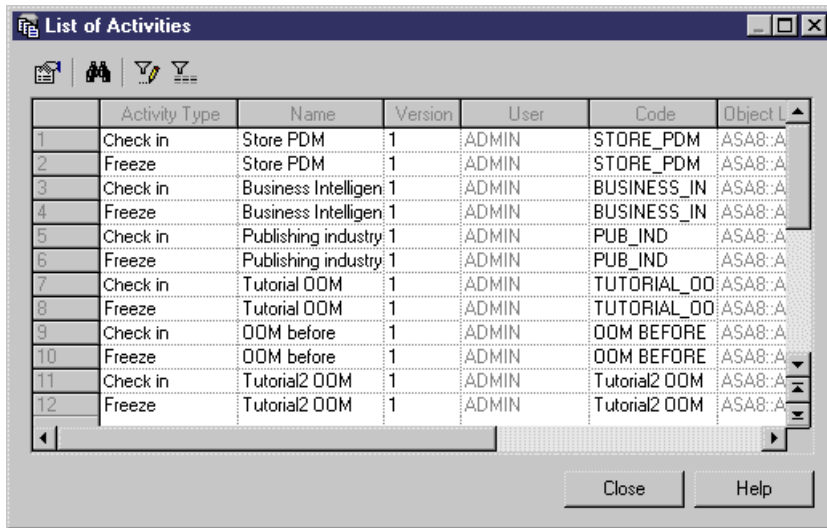 List of Activities
Activity Type Name Version User Code Object L
1 Check in Store PDM 1 ADMIN STORE_PDM ASA8::A
2 Freeze Store PDM 1 ADMIN STORE_PDM ASA8::A
3 Check in Business Intelligen 1 ADMIN BUSINESS_IN ASA8::A
4 Freeze Business Intelligen 1 ADMIN BUSINESS_IN ASA8::A
5 Check in Publishing industry 1 ADMIN PUB_IND ASA8::A
6 Freeze Publishing industry 1 ADMIN PUB_IND ASA8::A
7 Check in Tutorial OOM 1 ADMIN TUTORIAL_OO ASA8::A
8 Freeze Tutorial OOM 1 ADMIN TUTORIAL_OO ASA8::A
9 Check in OOM before 1 ADMIN OOM BEFORE ASA8::A
10 Freeze OOM before 1 ADMIN OOM BEFORE ASA8::A
11 Check in Tutorial2 OOM 1 ADMIN Tutorial2 OOM ASA8::A
12 Freeze Tutorial2 OOM 1 ADMIN Tutorial2 OOM ASA8::A
Close Help